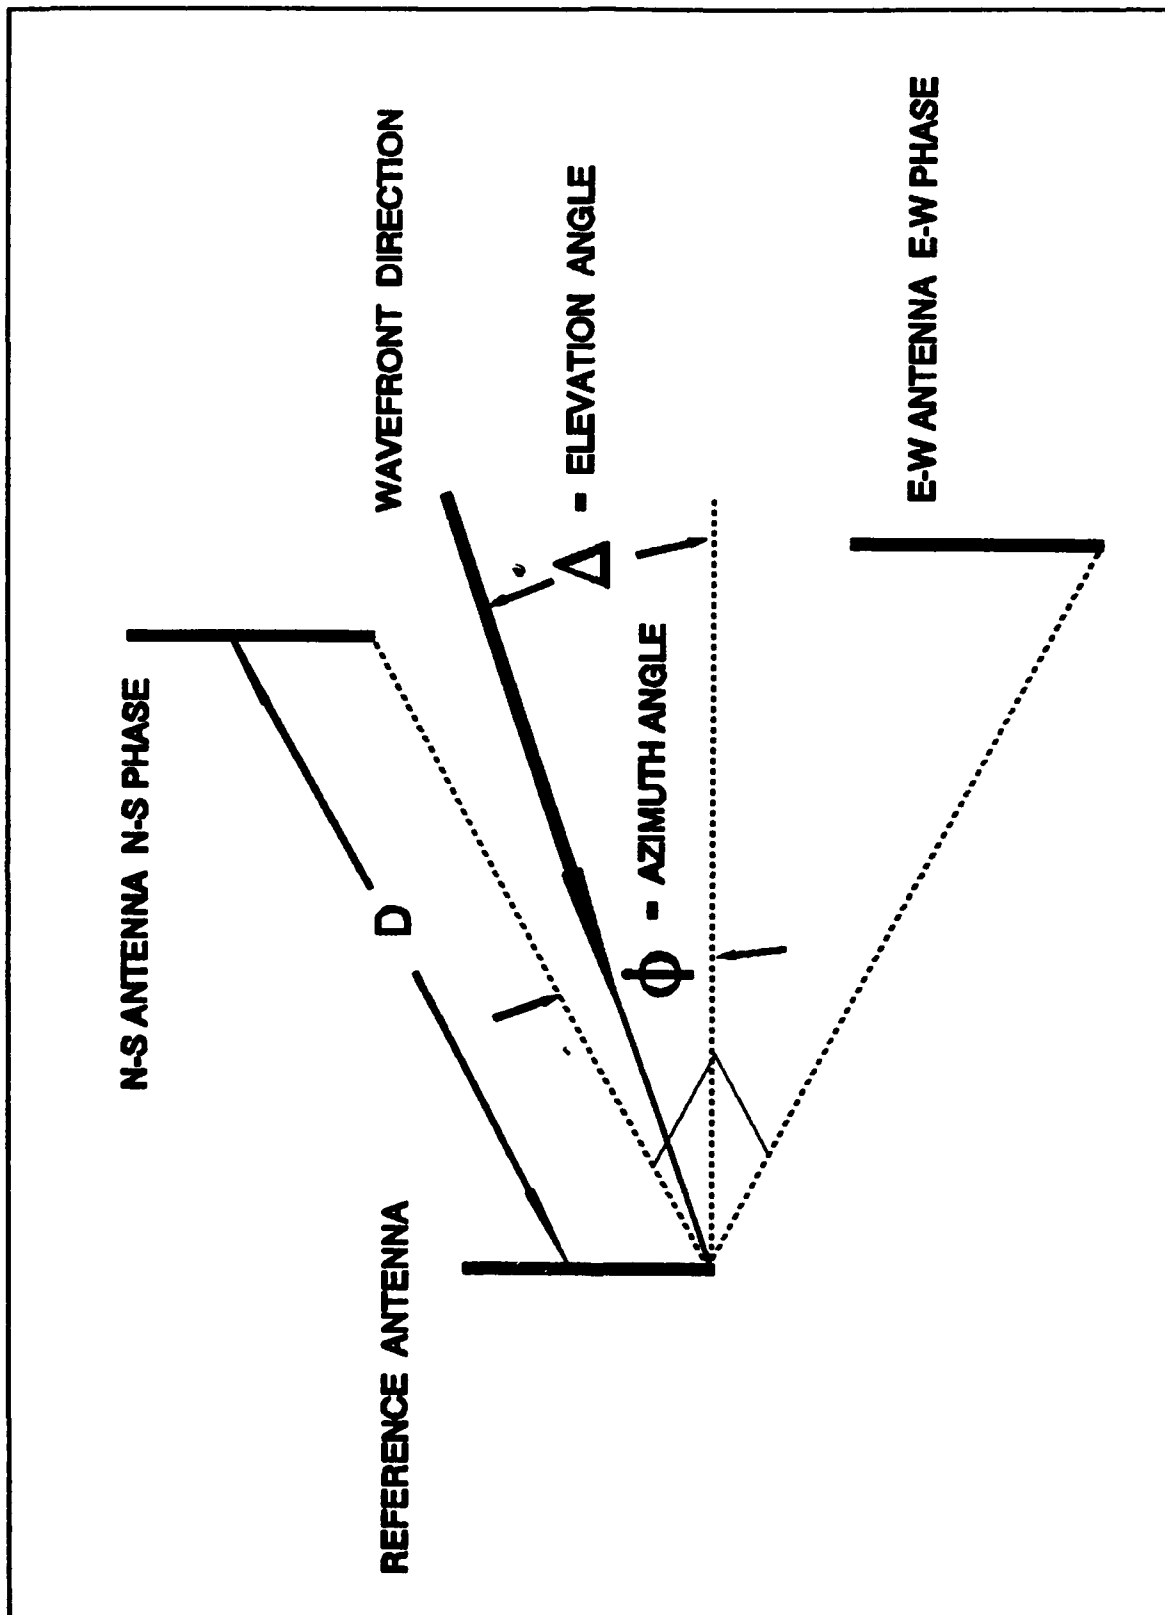 N-S ANTENNA N-S PHASE
REFERENCE ANTENNA
D
WAVEFRONT DIRECTION
Δ = ELEVATION ANGLE
Φ = AZIMUTH ANGLE
E-W ANTENNA E-W PHASE